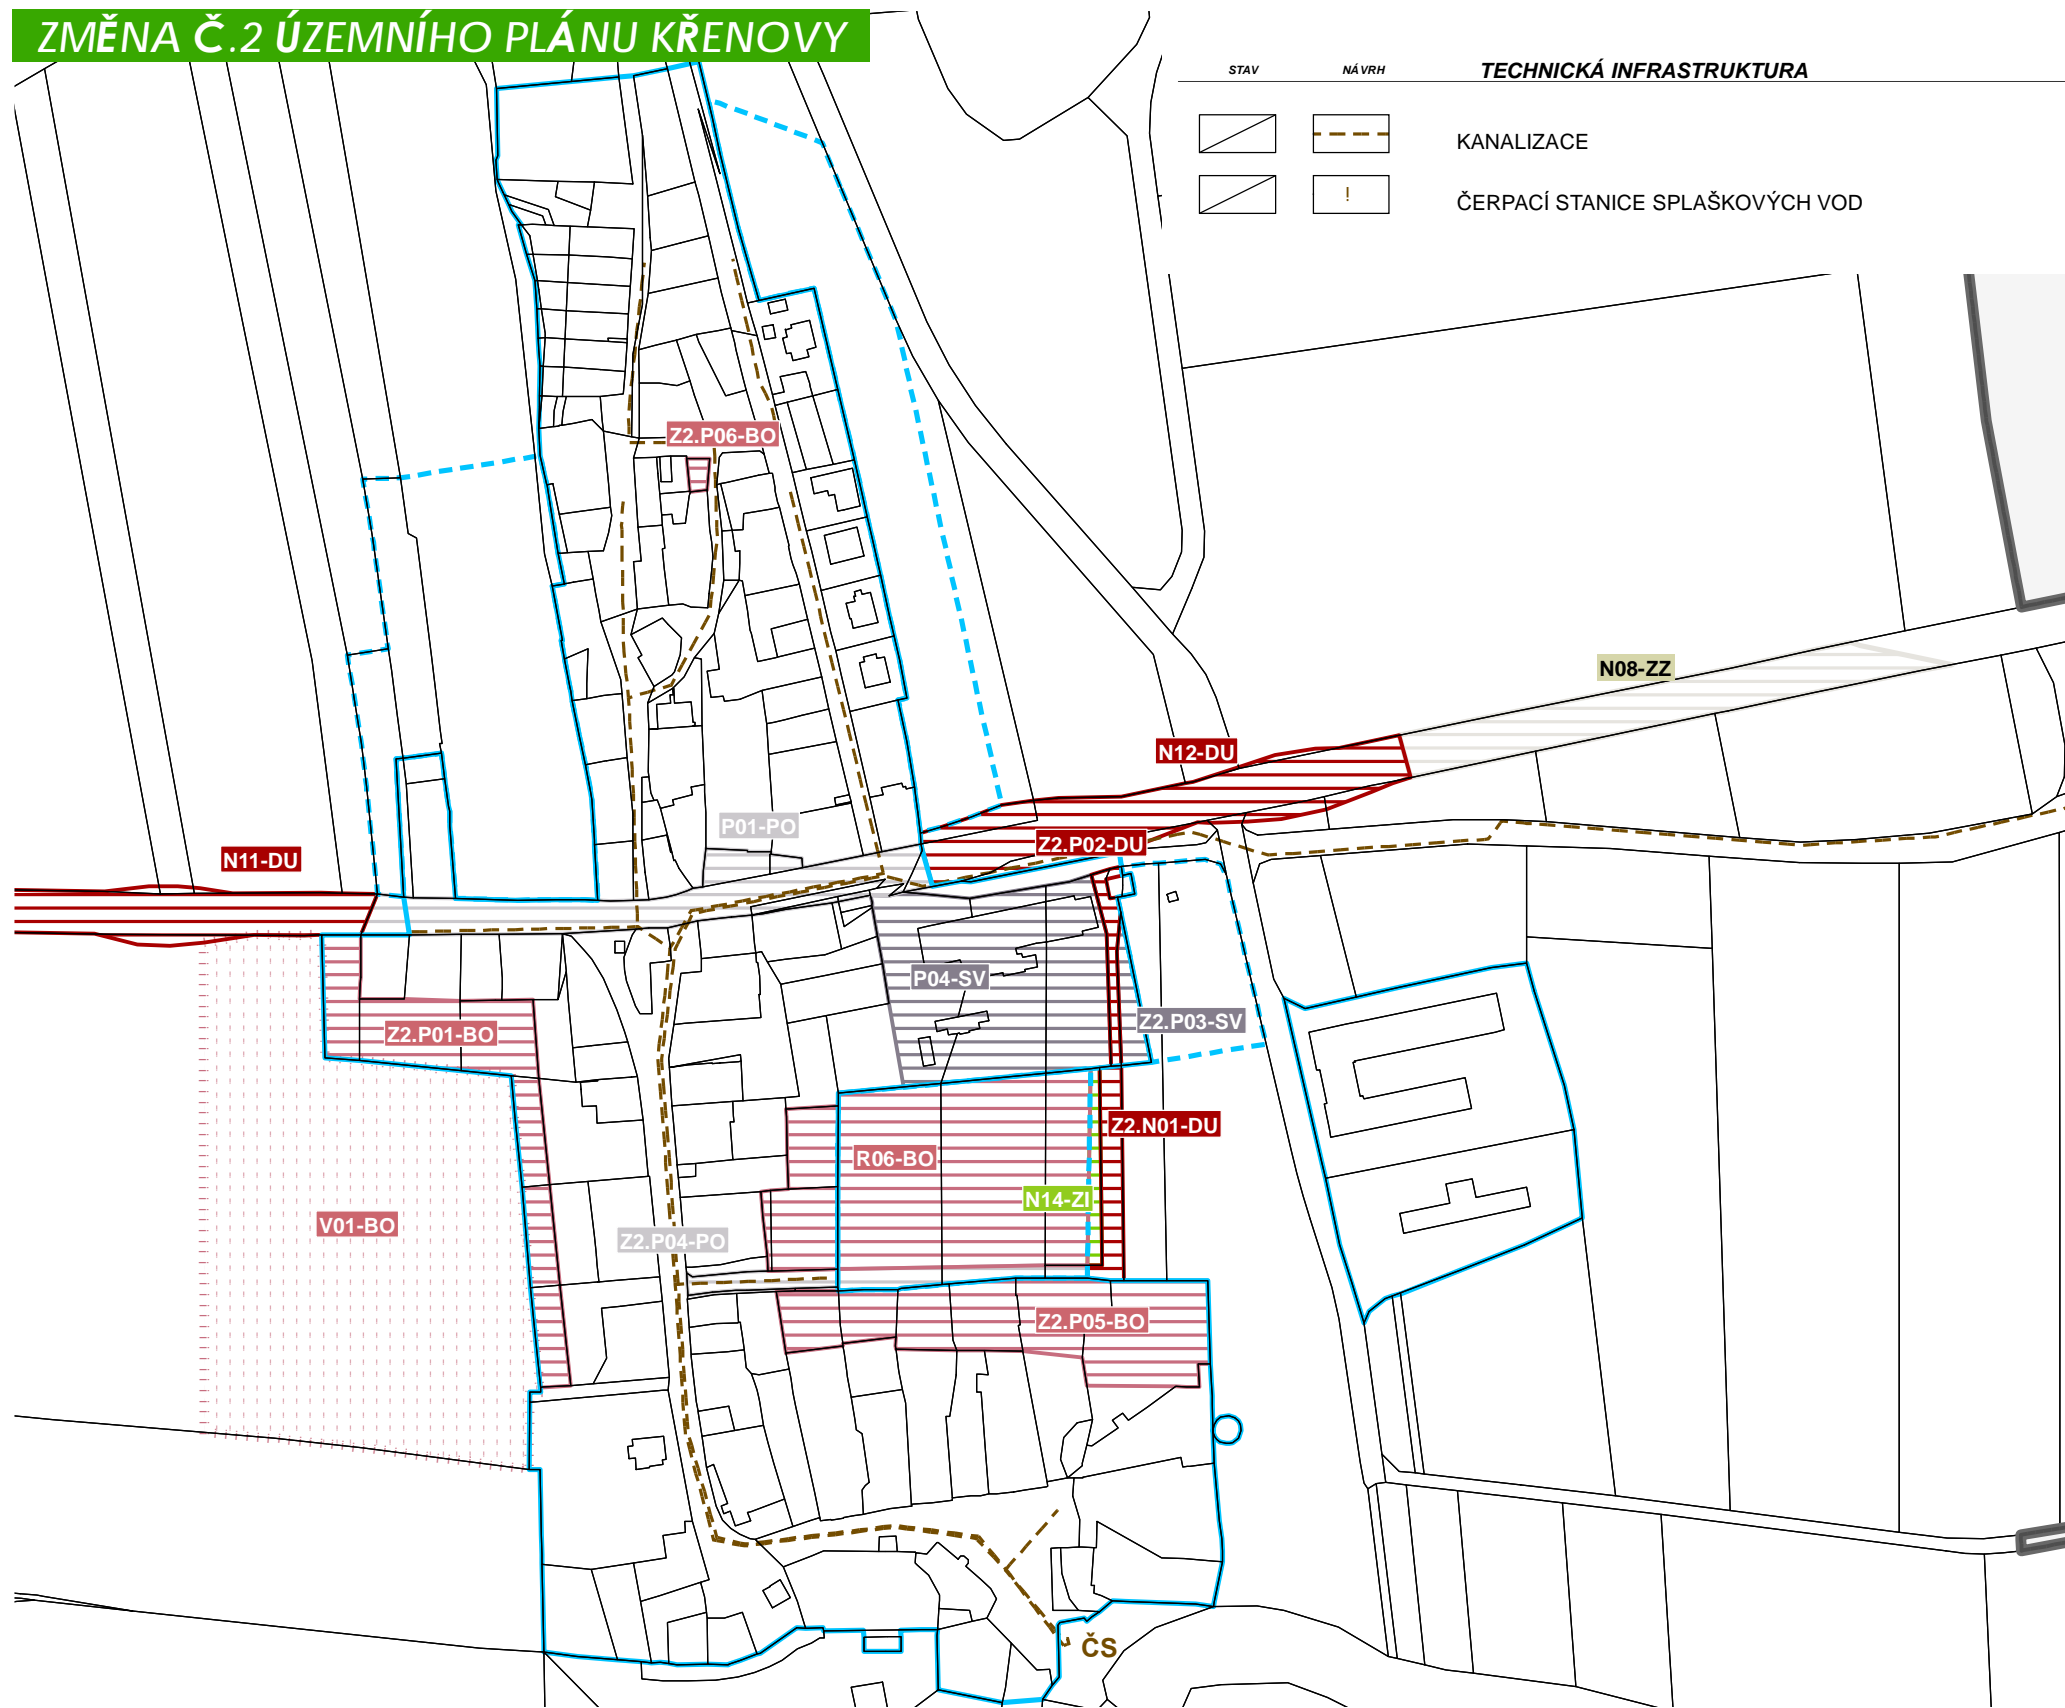 ZMĚNA Č.2 ÚZEMNÍHO PLÁNU KŘENOVY
STAV NÁVRH TECHNICKÁ INFRASTRUKTURA
KANALIZACE
! ČERPACÍ STANICE SPLAŠKOVÝCH VOD
Z2.P06-BO
N08-ZZ
N12-DU
P01-PO
Z2.P02-DU
N11-DU
P04-SV
Z2.P03-SV
Z2.P01-BO
Z2.N01-DU
R06-BO
N14-ZI
V01-BO
Z2.P04-PO
Z2.P05-BO
ČS